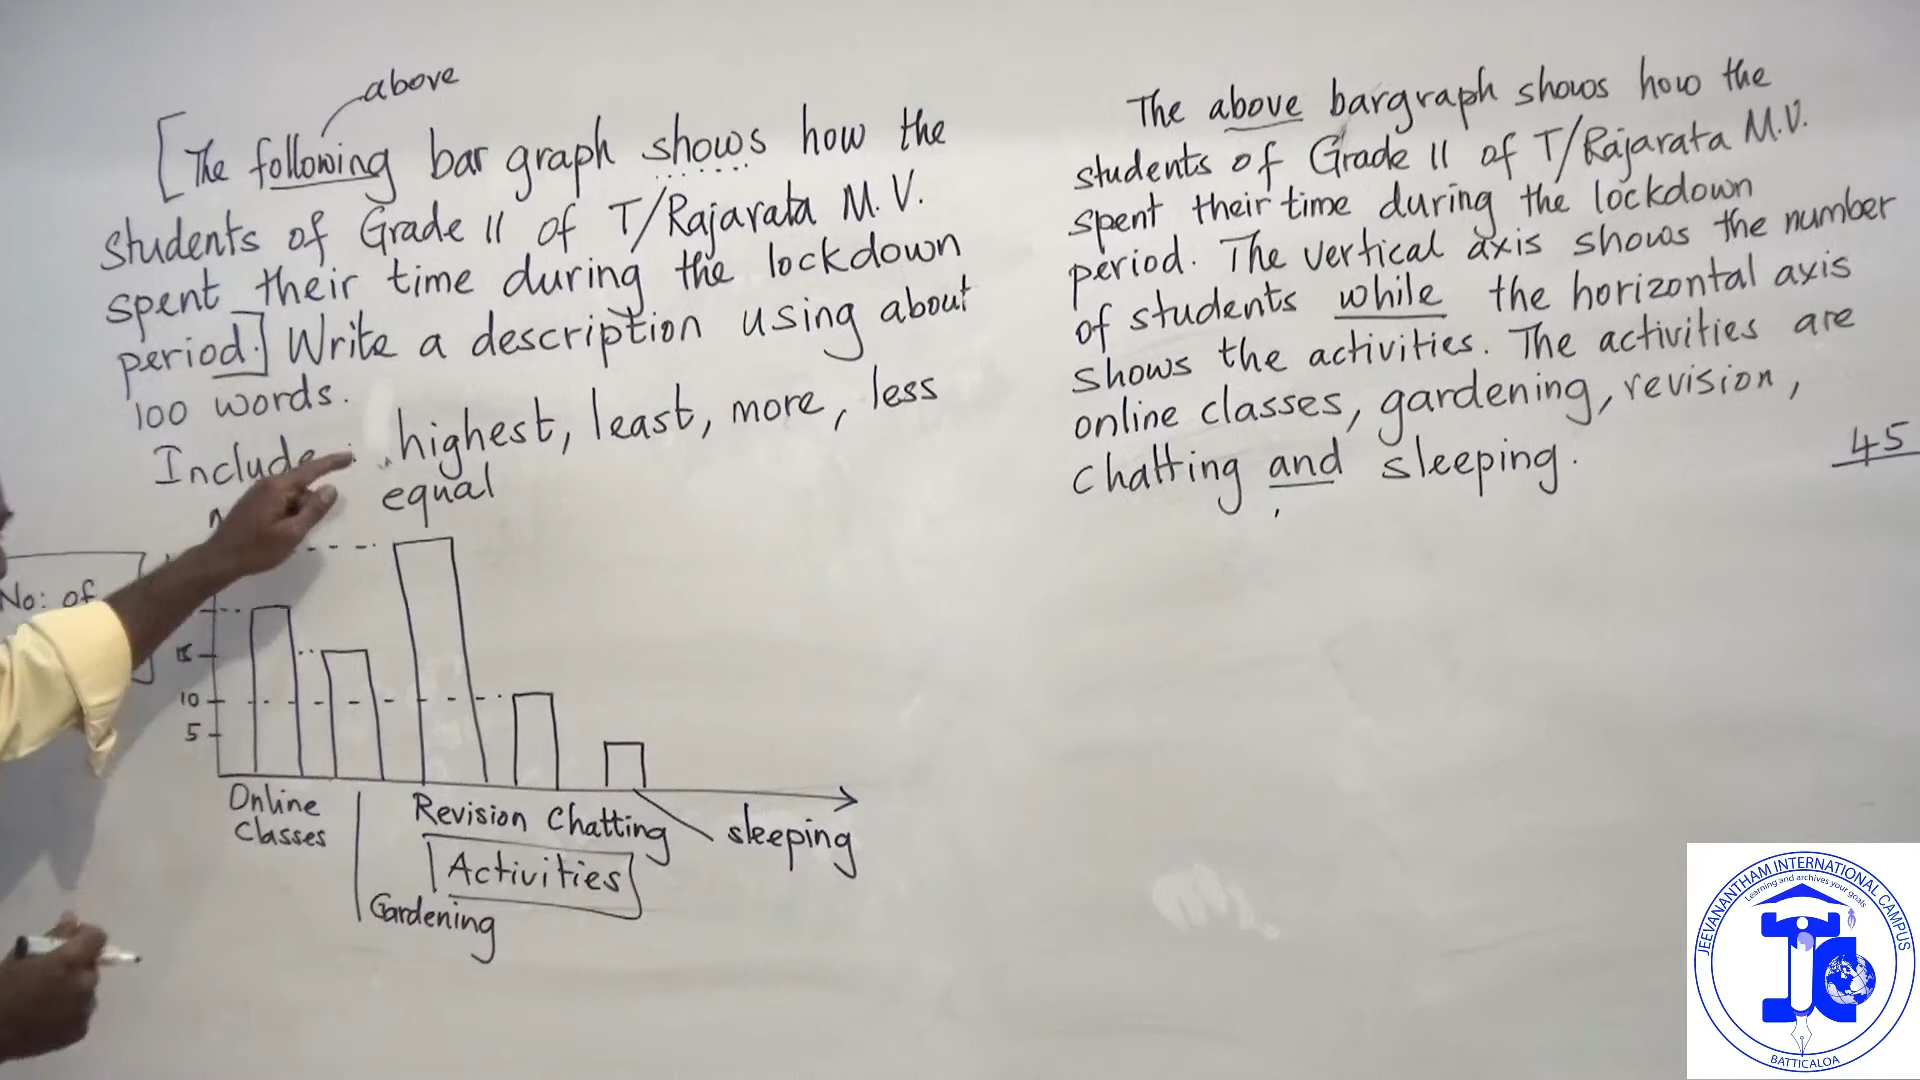 above
[The following bar graph shows how the
students of Grade 11 of T/Rajarata M.V.
spent their time during the lockdown
period.] Write a description using about
100 words.
Include : highest, least, more, less
equal
No: of
15
10
5
Online
Classes
Revision Chatting
sleeping
Activities
Gardening
The above bargraph shows how the
students of Grade 11 of T/Rajarata M.V.
spent their time during the lockdown
period. The vertical axis shows the number
of students while the horizontal axis
shows the activities. The activities are
online classes, gardening, revision,
chatting and sleeping.
45
JEEVANANTHAM INTERNATIONAL CAMPUS
Learning and archives your goals
BATTICALOA